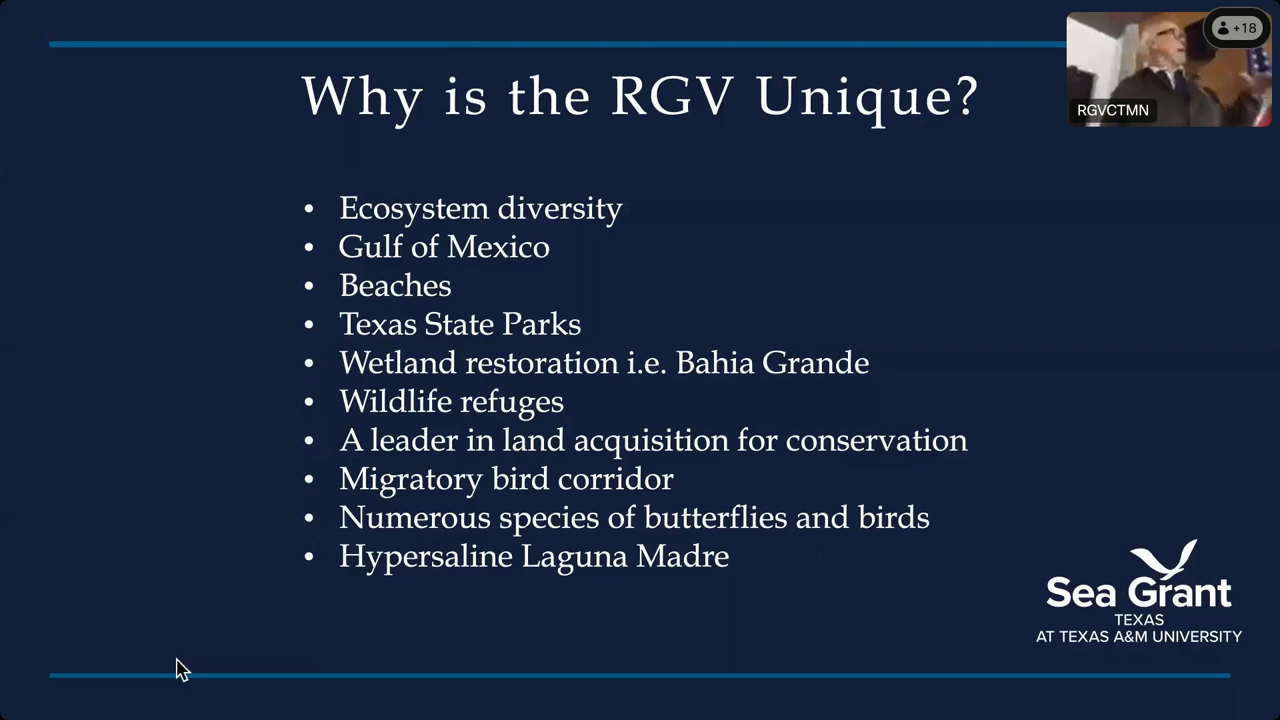 +18
RGVCTMN
Why is the RGV Unique?
• Ecosystem diversity
• Gulf of Mexico
• Beaches
• Texas State Parks
• Wetland restoration i.e. Bahia Grande
• Wildlife refuges
• A leader in land acquisition for conservation
• Migratory bird corridor
• Numerous species of butterflies and birds
• Hypersaline Laguna Madre
Sea Grant
TEXAS
AT TEXAS A&M UNIVERSITY